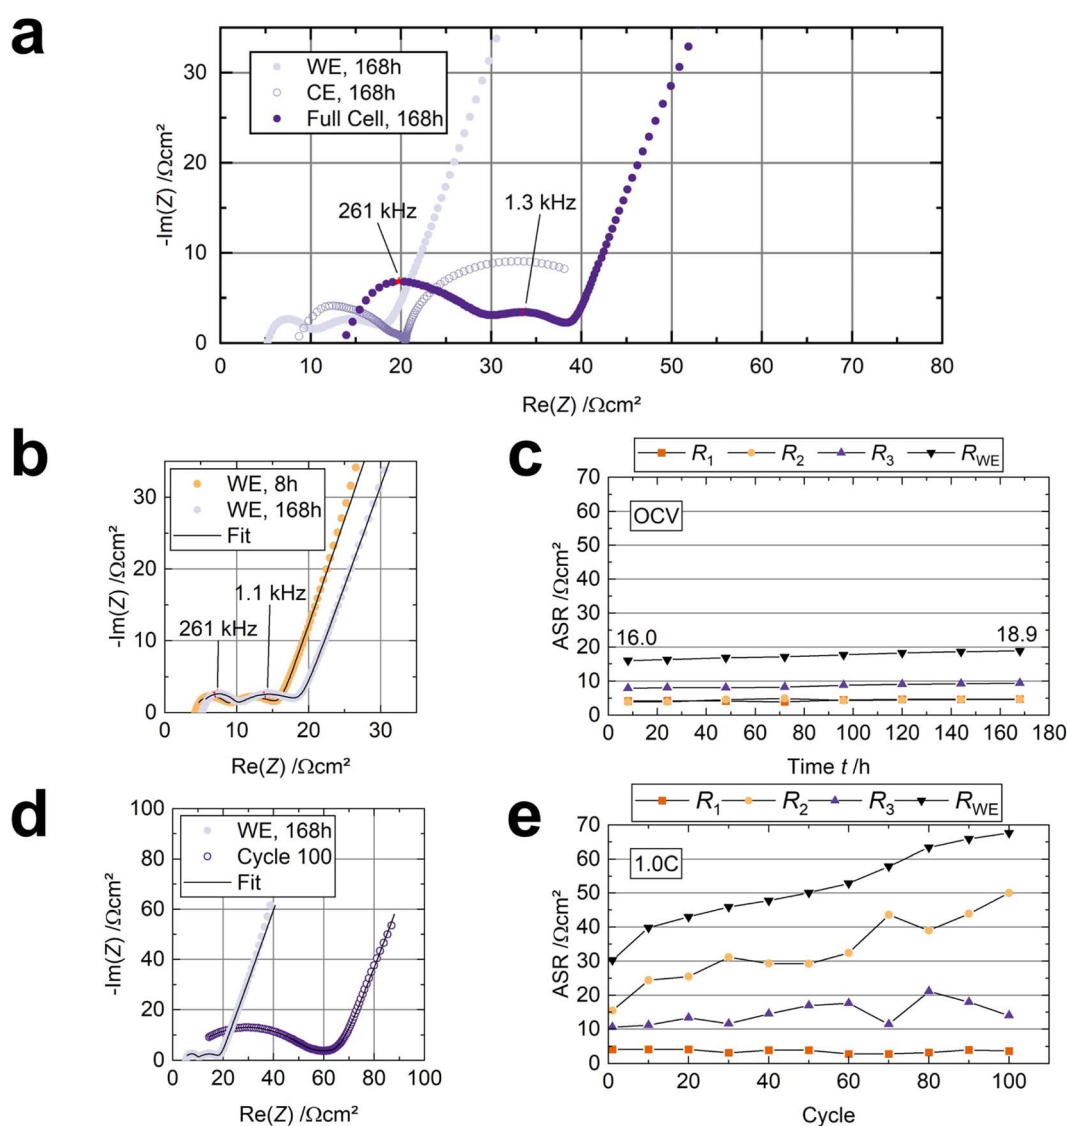 a
WE, 168h
CE, 168h
Full Cell, 168h
261 kHz
1.3 kHz
-Im(Z) /Ωcm²
30
20
10
0
0 10 20 30 40 50 60 70 80
Re(Z) /Ωcm²
b
WE, 8h
WE, 168h
Fit
261 kHz
1.1 kHz
-Im(Z) /Ωcm²
30
20
10
0
0 10 20 30
Re(Z) /Ωcm²
c
R1 R2 R3 RWE
OCV
16.0
18.9
ASR /Ωcm²
70
60
50
40
30
20
10
0
0 20 40 60 80 100 120 140 160 180
Time t /h
d
WE, 168h
Cycle 100
Fit
-Im(Z) /Ωcm²
100
80
60
40
20
0
0 20 40 60 80 100
Re(Z) /Ωcm²
e
R1 R2 R3 RWE
1.0C
ASR /Ωcm²
70
60
50
40
30
20
10
0
0 20 40 60 80 100
Cycle